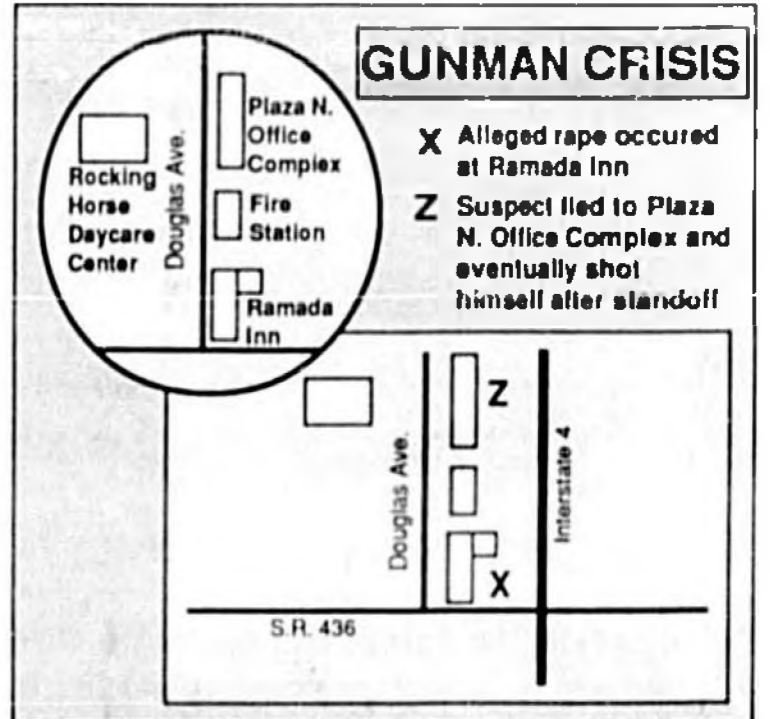 GUNMAN CRISIS
X Alleged rape occured
at Ramada Inn
Z Suspect fled to Plaza
N. Office Complex and
eventually shot
himself after standoff
Plaza N.
Office
Complex
Rocking
Horse
Daycare
Center
Douglas Ave.
Fire
Station
Ramada
Inn
Z
Douglas Ave.
Interstate 4
X
S.R. 436